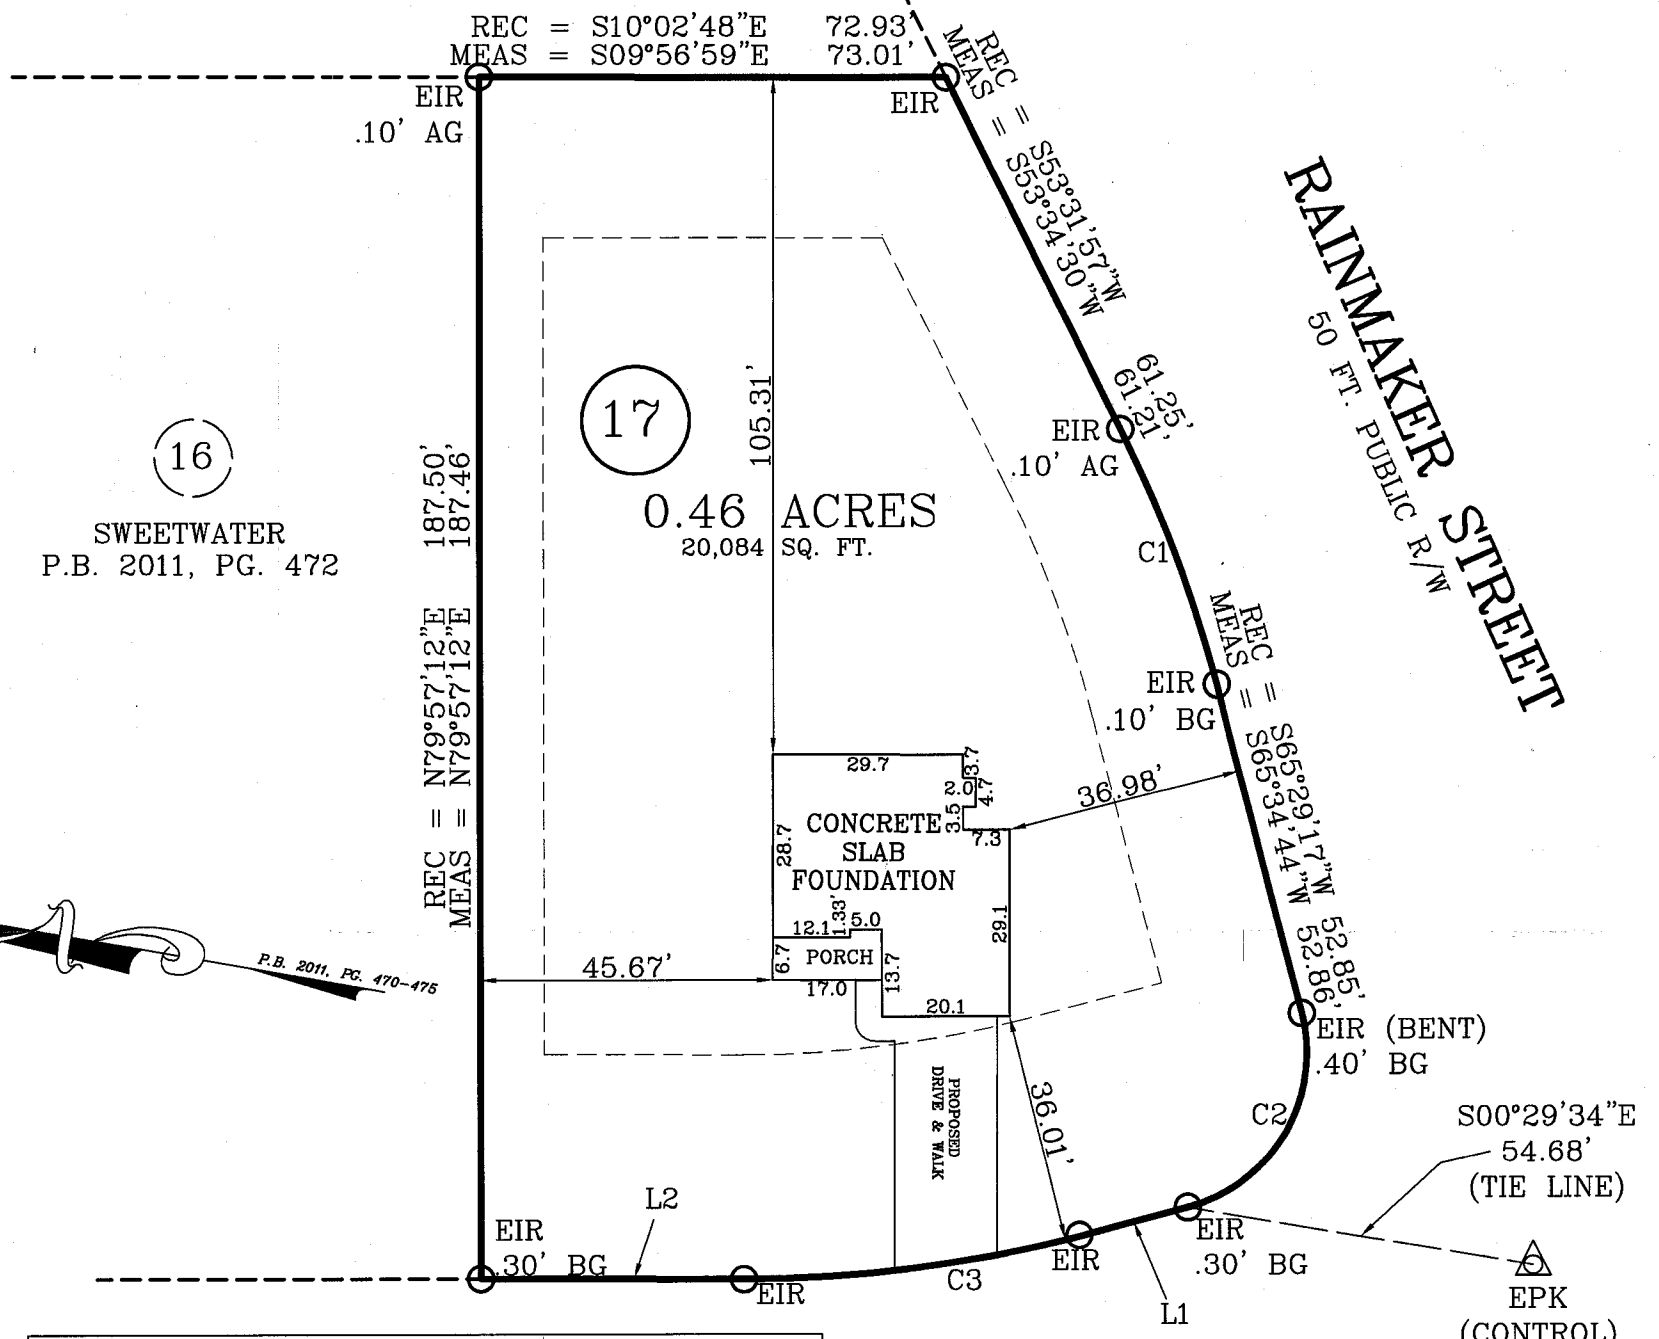 REC = S10°02'48"E 72.93'
MEAS = S09°56'59"E 73.01'
EIR
.10' AG
EIR
REC = S53°31'57"W 61.25'
MEAS = S53°34'30"W 61.21'
RAINMAKER STREET
50 FT. PUBLIC R/W
17
105.31'
0.46 ACRES
20,084 SQ. FT.
16
SWEETWATER
P.B. 2011, PG. 472
REC = N79°57'12"E 187.50'
MEAS = N79°57'12"E 187.46'
EIR
.10' AG
C1
EIR
.10' BG
REC = S65°29'17"W 52.85'
MEAS = S65°34'44"W 52.86'
29.7
3.7
2.0
4.7
3.5
7.3
36.98'
CONCRETE
SLAB
FOUNDATION
28.7
29.1
12.1
1.33'
5.0
6.7
PORCH
13.7
17.0
20.1
45.67'
P.B. 2011, PG. 470-475
EIR (BENT)
.40' BG
C2
S00°29'34"E
54.68'
(TIE LINE)
PROPOSED
DRIVE & WALK
36.01'
L2
EIR
.30' BG
EIR
C3
EIR
EIR
.30' BG
L1
EPK
(CONTROL)